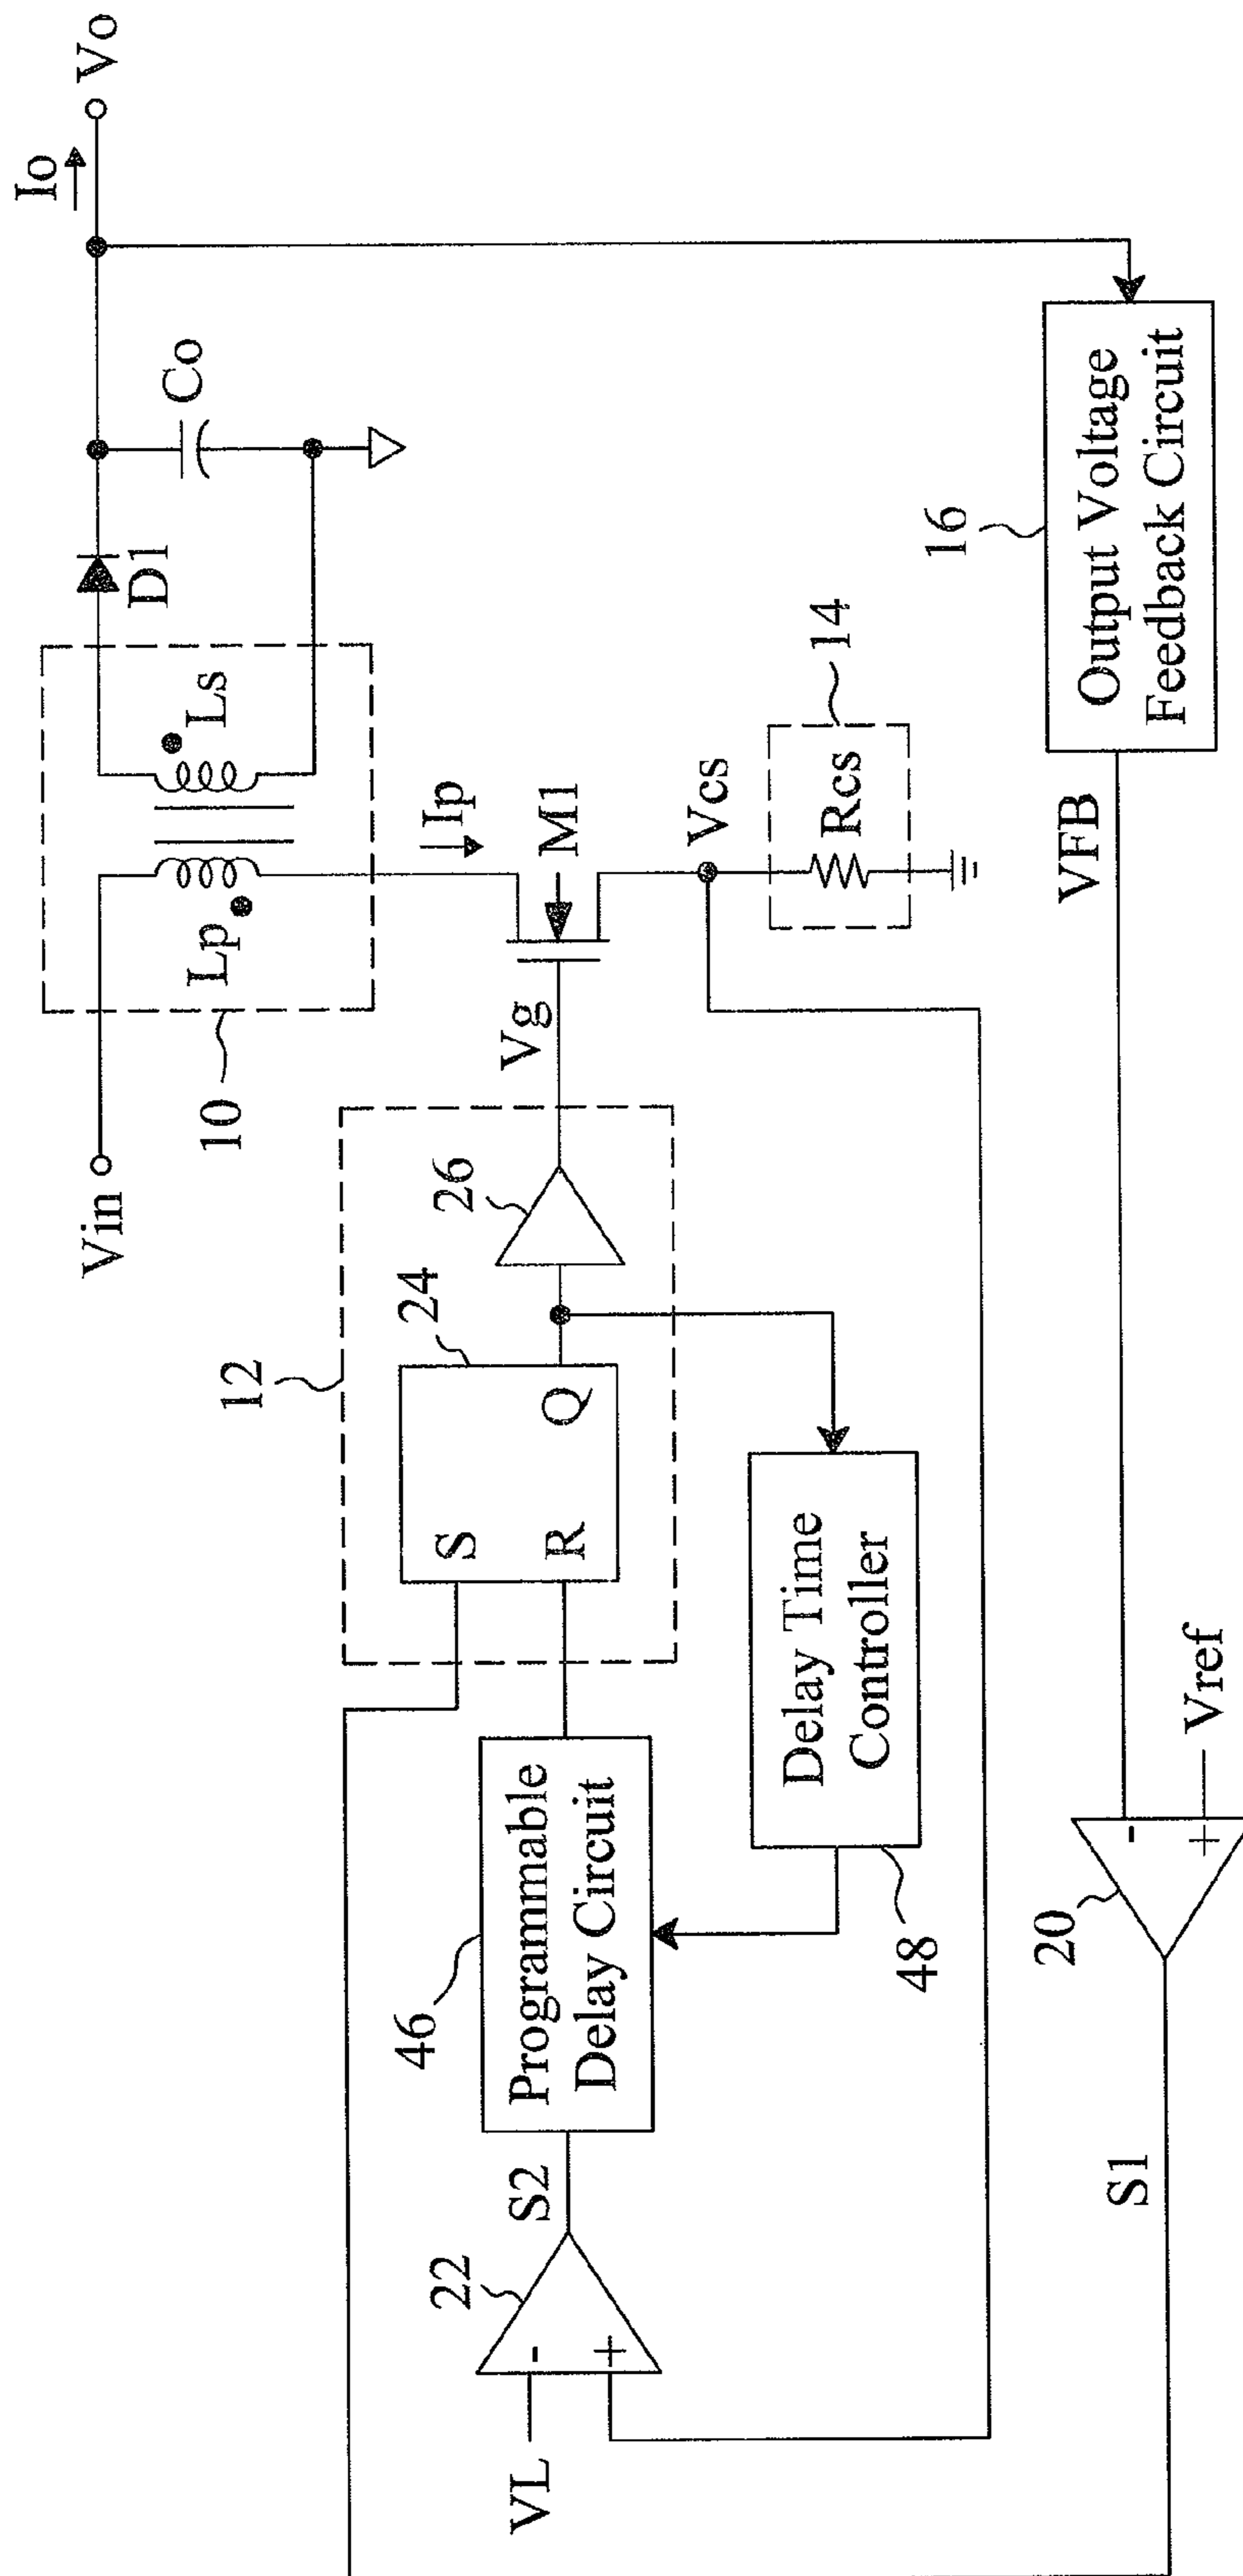 Vin
10
Lp
Ls
D1
Co
Io
Vo
Ip
M1
Vg
Vcs
Rcs
14
12
24
26
S
R
Q
46
Programmable
Delay Circuit
Delay Time
Controller
48
S2
22
-
+
VL
16
Output Voltage
Feedback Circuit
VFB
Vref
-
+
20
S1